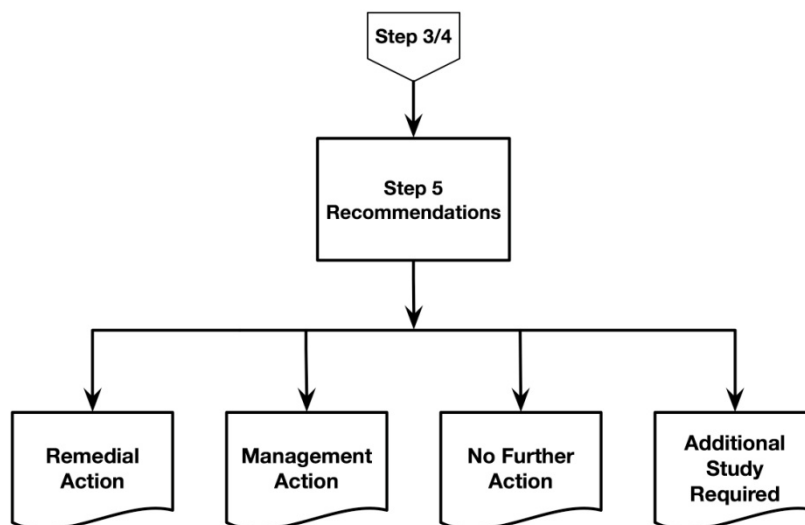 Step 3/4
Step 5
Recommendations
Remedial
Action
Management
Action
No Further
Action
Additional
Study
Required